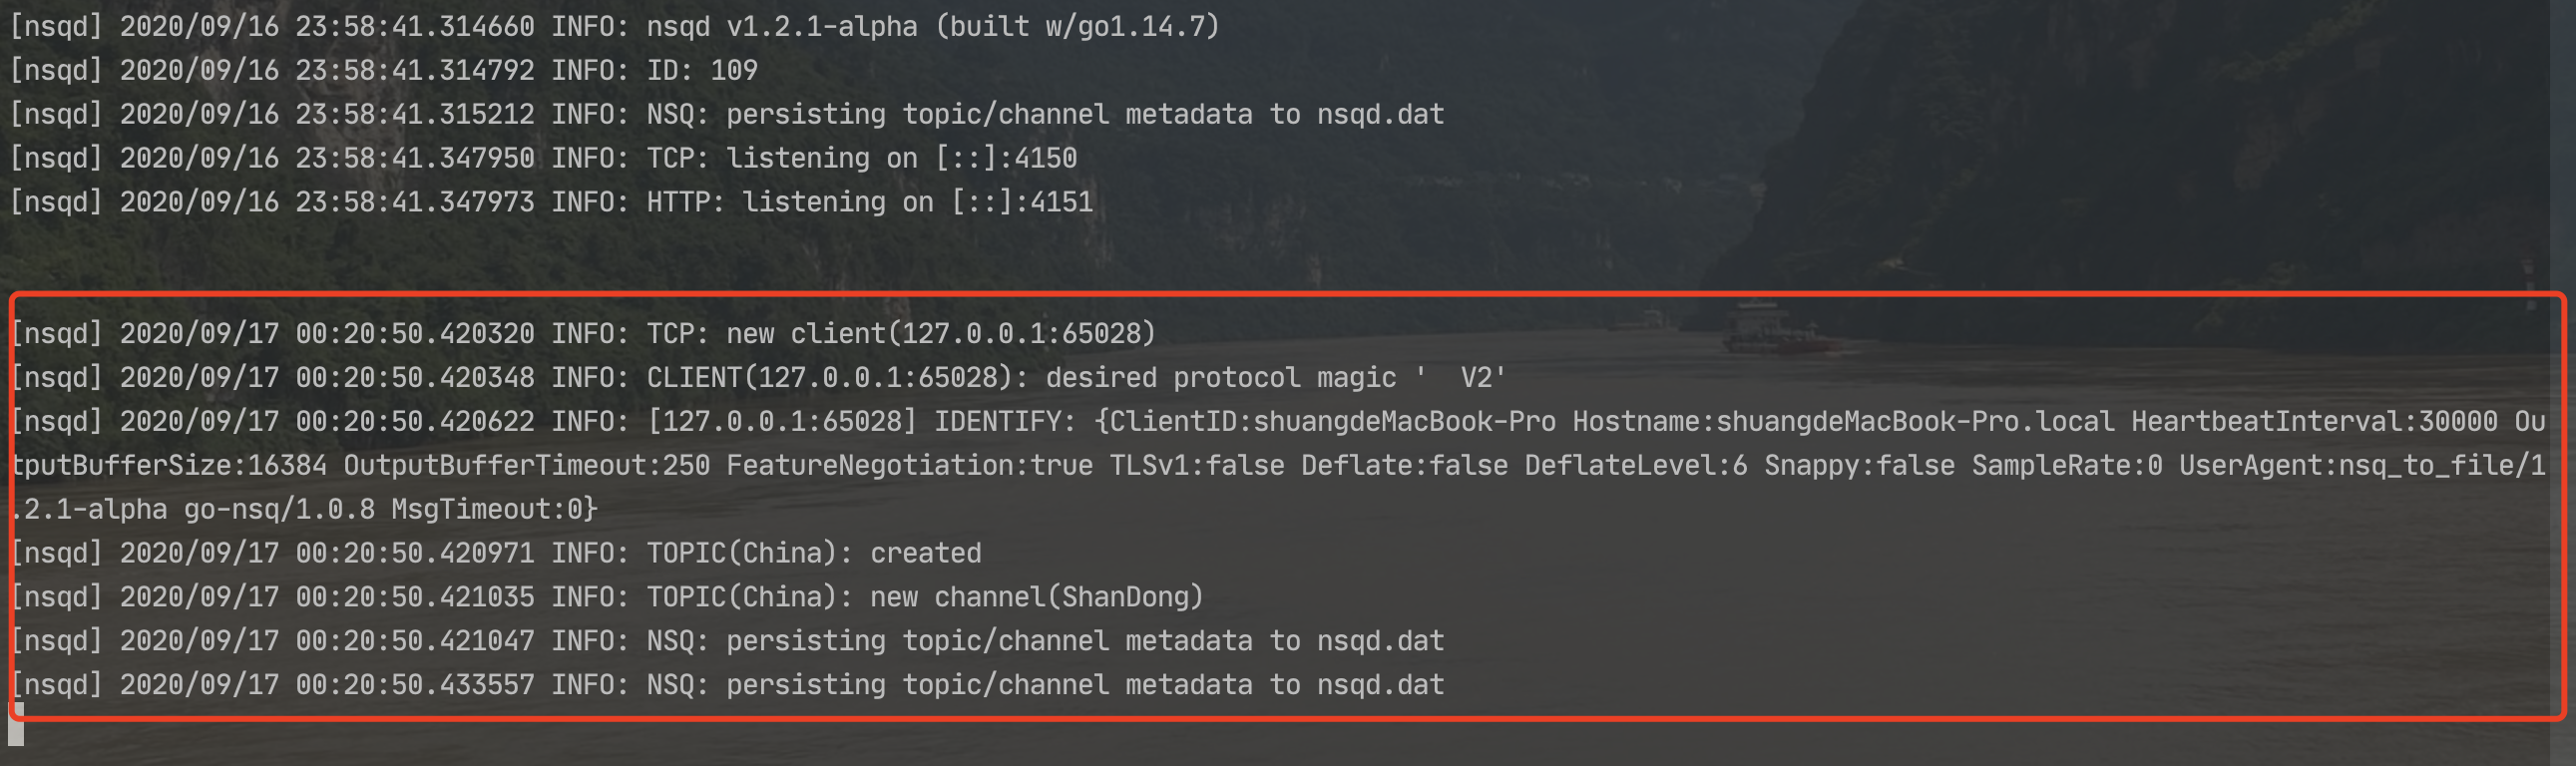 [nsqd] 2020/09/16 23:58:41.314660 INFO: nsqd v1.2.1-alpha (built w/go1.14.7)
[nsqd] 2020/09/16 23:58:41.314792 INFO: ID: 109
[nsqd] 2020/09/16 23:58:41.315212 INFO: NSQ: persisting topic/channel metadata to nsqd.dat
[nsqd] 2020/09/16 23:58:41.347950 INFO: TCP: listening on [::]:4150
[nsqd] 2020/09/16 23:58:41.347973 INFO: HTTP: listening on [::]:4151
[nsqd] 2020/09/17 00:20:50.420320 INFO: TCP: new client(127.0.0.1:65028)
[nsqd] 2020/09/17 00:20:50.420348 INFO: CLIENT(127.0.0.1:65028): desired protocol magic '  V2'
[nsqd] 2020/09/17 00:20:50.420622 INFO: [127.0.0.1:65028] IDENTIFY: {ClientID:shuangdeMacBook-Pro Hostname:shuangdeMacBook-Pro.local HeartbeatInterval:30000 Ou
tputBufferSize:16384 OutputBufferTimeout:250 FeatureNegotiation:true TLSv1:false Deflate:false DeflateLevel:6 Snappy:false SampleRate:0 UserAgent:nsq_to_file/1
.2.1-alpha go-nsq/1.0.8 MsgTimeout:0}
[nsqd] 2020/09/17 00:20:50.420971 INFO: TOPIC(China): created
[nsqd] 2020/09/17 00:20:50.421035 INFO: TOPIC(China): new channel(ShanDong)
[nsqd] 2020/09/17 00:20:50.421047 INFO: NSQ: persisting topic/channel metadata to nsqd.dat
[nsqd] 2020/09/17 00:20:50.433557 INFO: NSQ: persisting topic/channel metadata to nsqd.dat